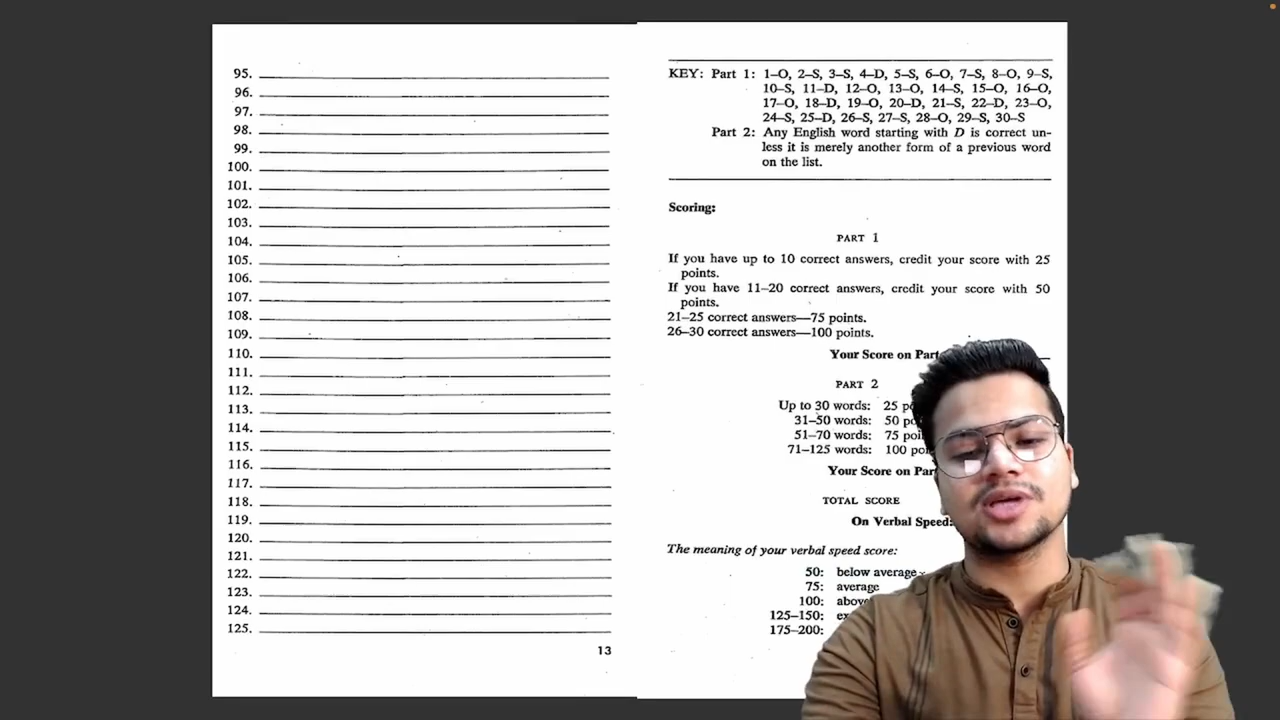 95.
96.
97.
98.
99.
100.
101.
102.
103.
104.
105.
106.
107.
108.
109.
110.
111.
112.
113.
114.
115.
116.
117.
118.
119.
120.
121.
122.
123.
124.
125.
13
KEY: Part 1: 1–O, 2–S, 3–S, 4–D, 5–S, 6–O, 7–S, 8–O, 9–S,
10–S, 11–D, 12–O, 13–O, 14–S, 15–O, 16–O,
17–O, 18–D, 19–O, 20–D, 21–S, 22–D, 23–O,
24–S, 25–D, 26–S, 27–S, 28–O, 29–S, 30–S
Part 2: Any English word starting with D is correct un-
less it is merely another form of a previous word
on the list.
Scoring:
PART 1
If you have up to 10 correct answers, credit your score with 25
points.
If you have 11–20 correct answers, credit your score with 50
points.
21–25 correct answers—75 points.
26–30 correct answers—100 points.
Your Score on Part
PART 2
Up to 30 words: 25
31–50 words: 50
51–70 words: 75
71–125 words: 100
Your Score on Part
TOTAL SCORE
On Verbal Speed:
The meaning of your verbal speed score:
50: below average
75: average
100:
125–150:
175–200: